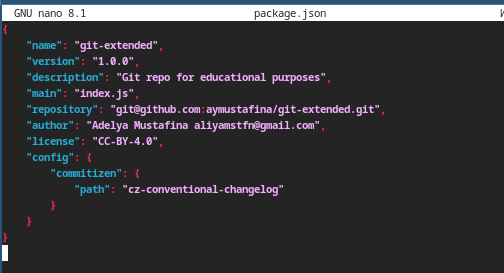 GNU nano 8.1 package.json
{
    "name": "git-extended",
    "version": "1.0.0",
    "description": "Git repo for educational purposes",
    "main": "index.js",
    "repository": "git@github.com:aymustafina/git-extended.git",
    "author": "Adelya Mustafina aliyamstfn@gmail.com",
    "license": "CC-BY-4.0",
    "config": {
        "commitizen": {
            "path": "cz-conventional-changelog"
        }
    }
}